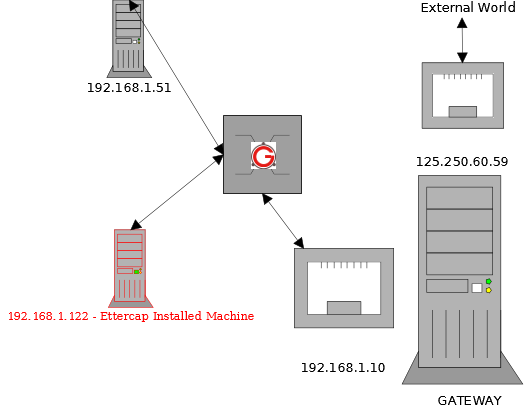 External World
192.168.1.51
125.250.60.59
G
192.168.1.122 - Ettercap Installed Machine
192.168.1.10
GATEWAY